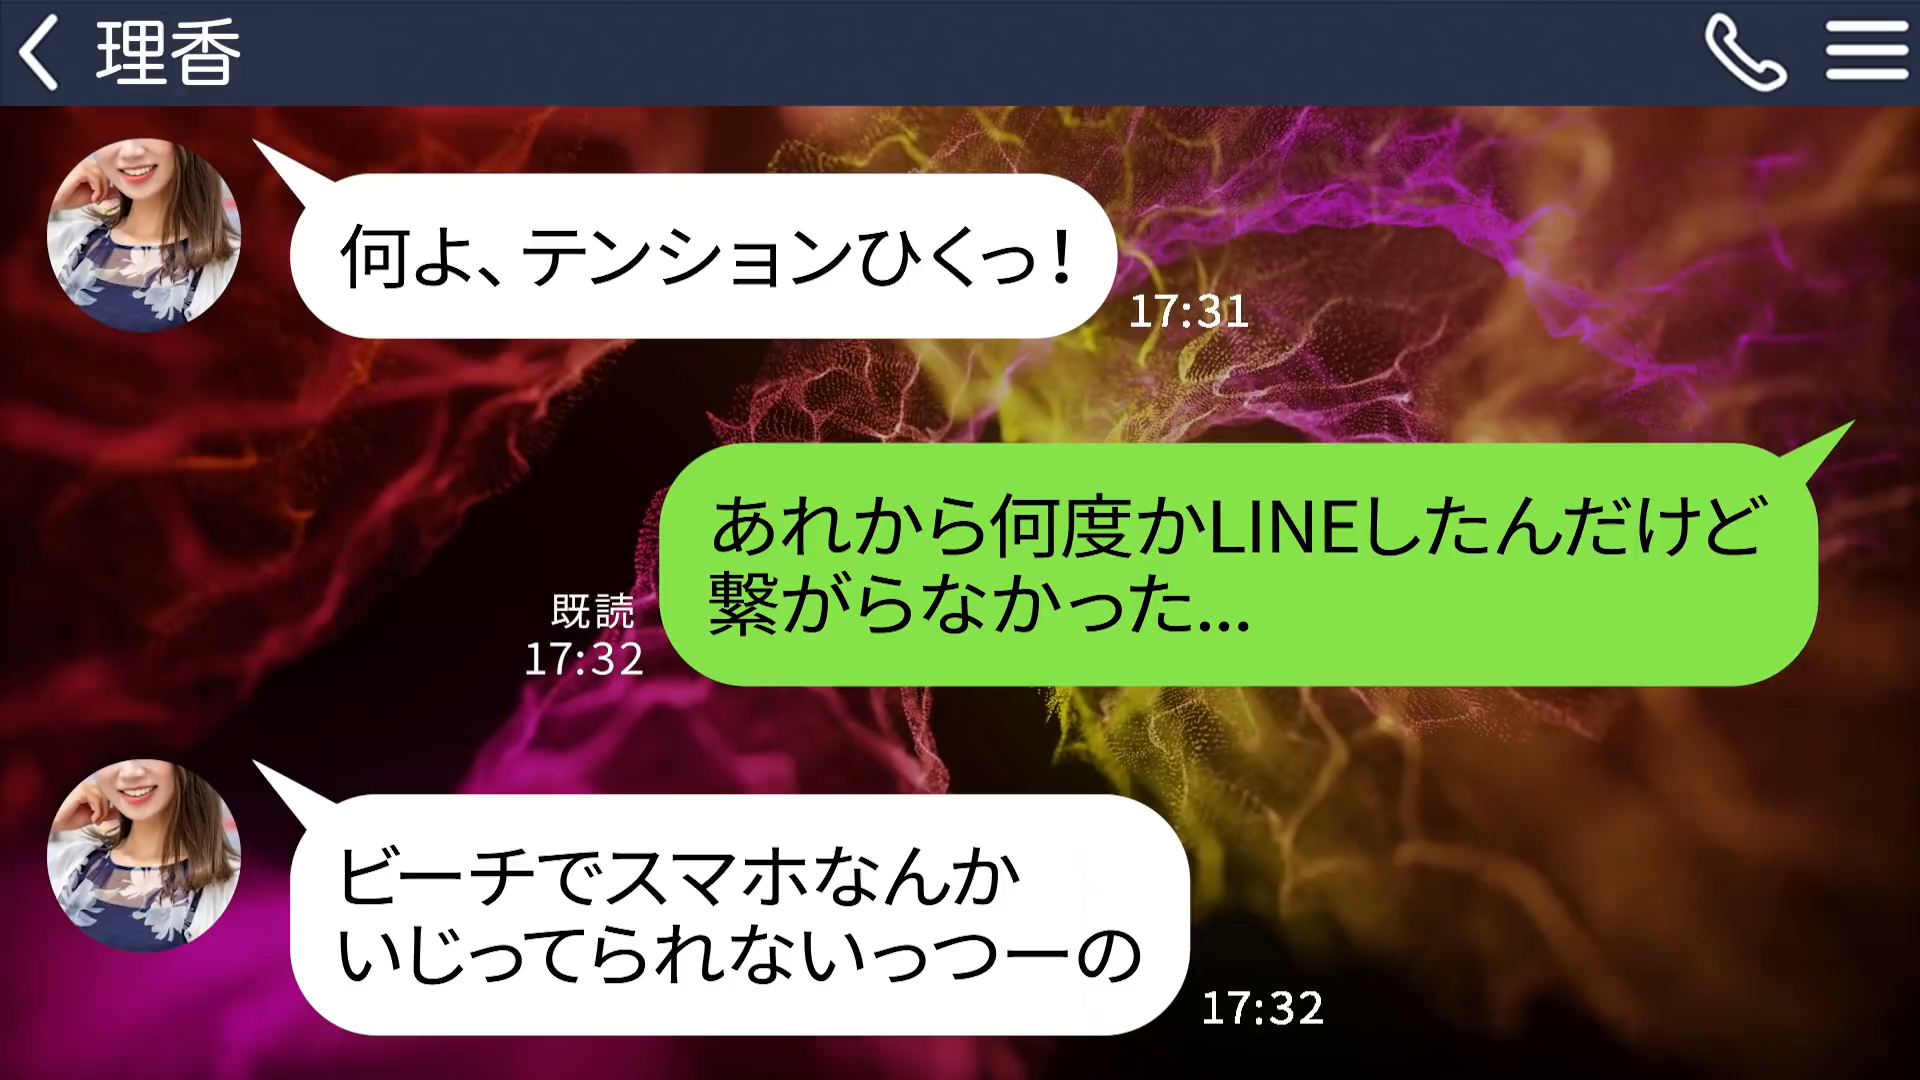 理香
何よ、テンションひくっ！
17:31
あれから何度かLINEしたんだけど
繋がらなかった…
既読
17:32
ビーチでスマホなんか
いじってられないっつーの
17:32